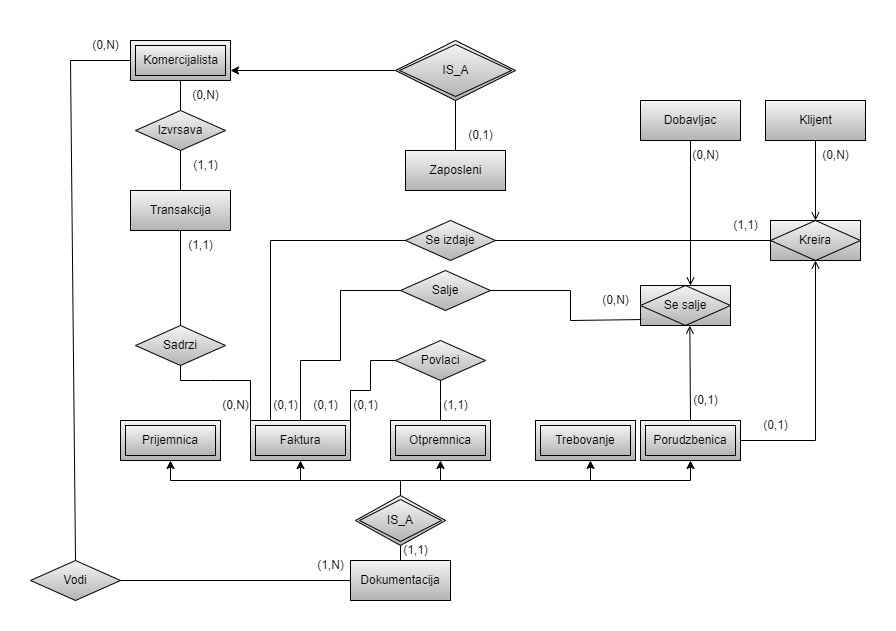 (0,N)
Komercijalista
IS_A
(0,N)
(0,1)
Izvrsava
(1,1)
Zaposleni
Dobavljac
Klijent
(0,N)
(0,N)
Transakcija
(1,1)
Se izdaje
(1,1)
Kreira
Salje
(0,N)
Se salje
Sadrzi
Povlaci
(0,N)
(0,1)
(0,1)
(0,1)
(1,1)
(0,1)
(0,1)
Prijemnica
Faktura
Otpremnica
Trebovanje
Porudzbenica
IS_A
(1,1)
(1,N)
Vodi
Dokumentacija